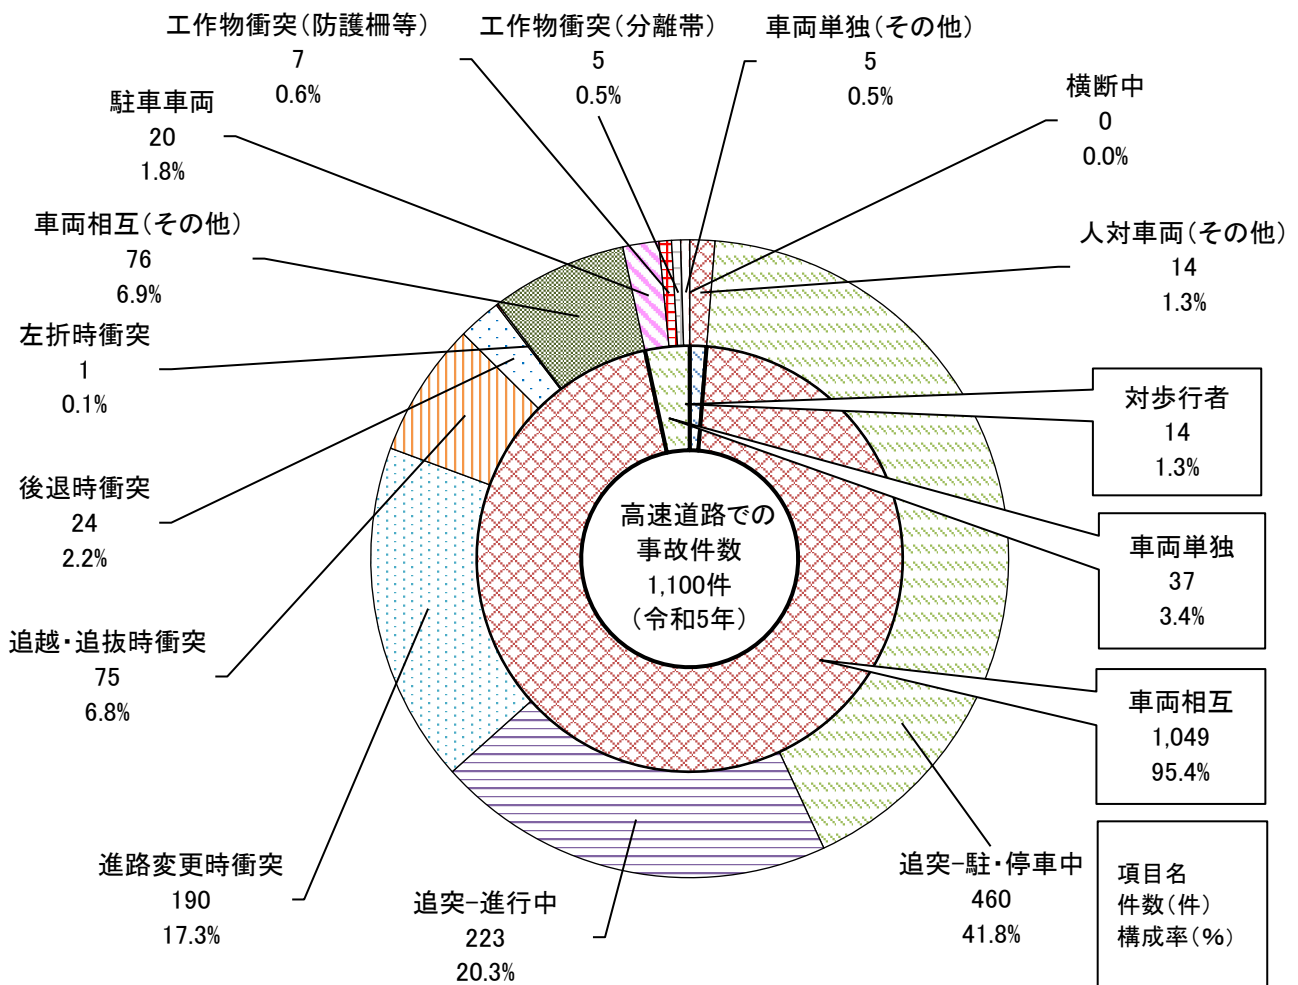 工作物衝突(防護柵等)
7
0.6%
工作物衝突(分離帯)
5
0.5%
車両単独(その他)
5
0.5%
横断中
0
0.0%
駐車車両
20
1.8%
車両相互(その他)
76
6.9%
人対車両(その他)
14
1.3%
左折時衝突
1
0.1%
対歩行者
14
1.3%
後退時衝突
24
2.2%
高速道路での
事故件数
1,100件
(令和5年)
車両単独
37
3.4%
追越・追抜時衝突
75
6.8%
車両相互
1,049
95.4%
進路変更時衝突
190
17.3%
追突-進行中
223
20.3%
追突-駐・停車中
460
41.8%
項目名
件数(件)
構成率(%)